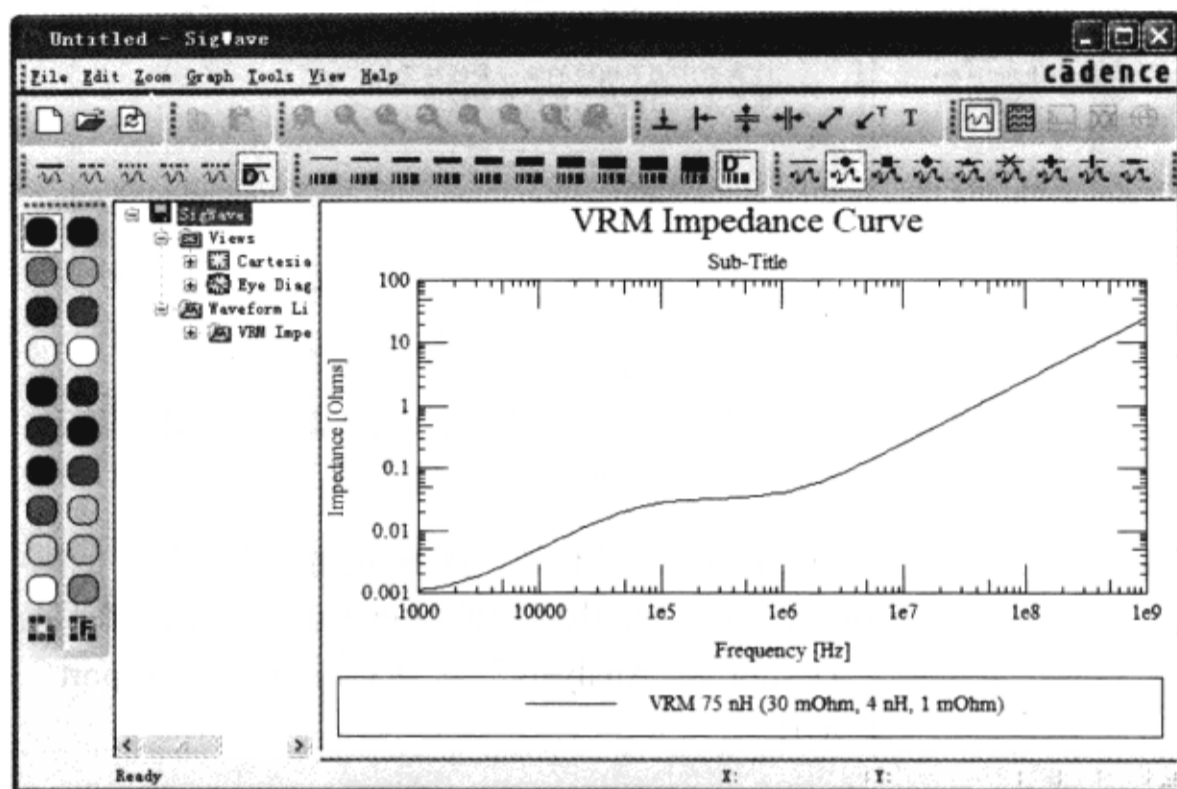 Untitled - SigWave
File Edit Zoom Graph Tools View Help
cādence
T
T
D
D
SigWave
Views
Cartesia
Eye Diag
Waveform Li
VRM Impe
F
VRM Impedance Curve
Sub-Title
Impedance [Ohms]
100
10
1
0.1
0.01
0.001
1000 10000 1e5 1e6 1e7 1e8 1e9
Frequency [Hz]
VRM 75 nH (30 mOhm, 4 nH, 1 mOhm)
Ready X: Y: